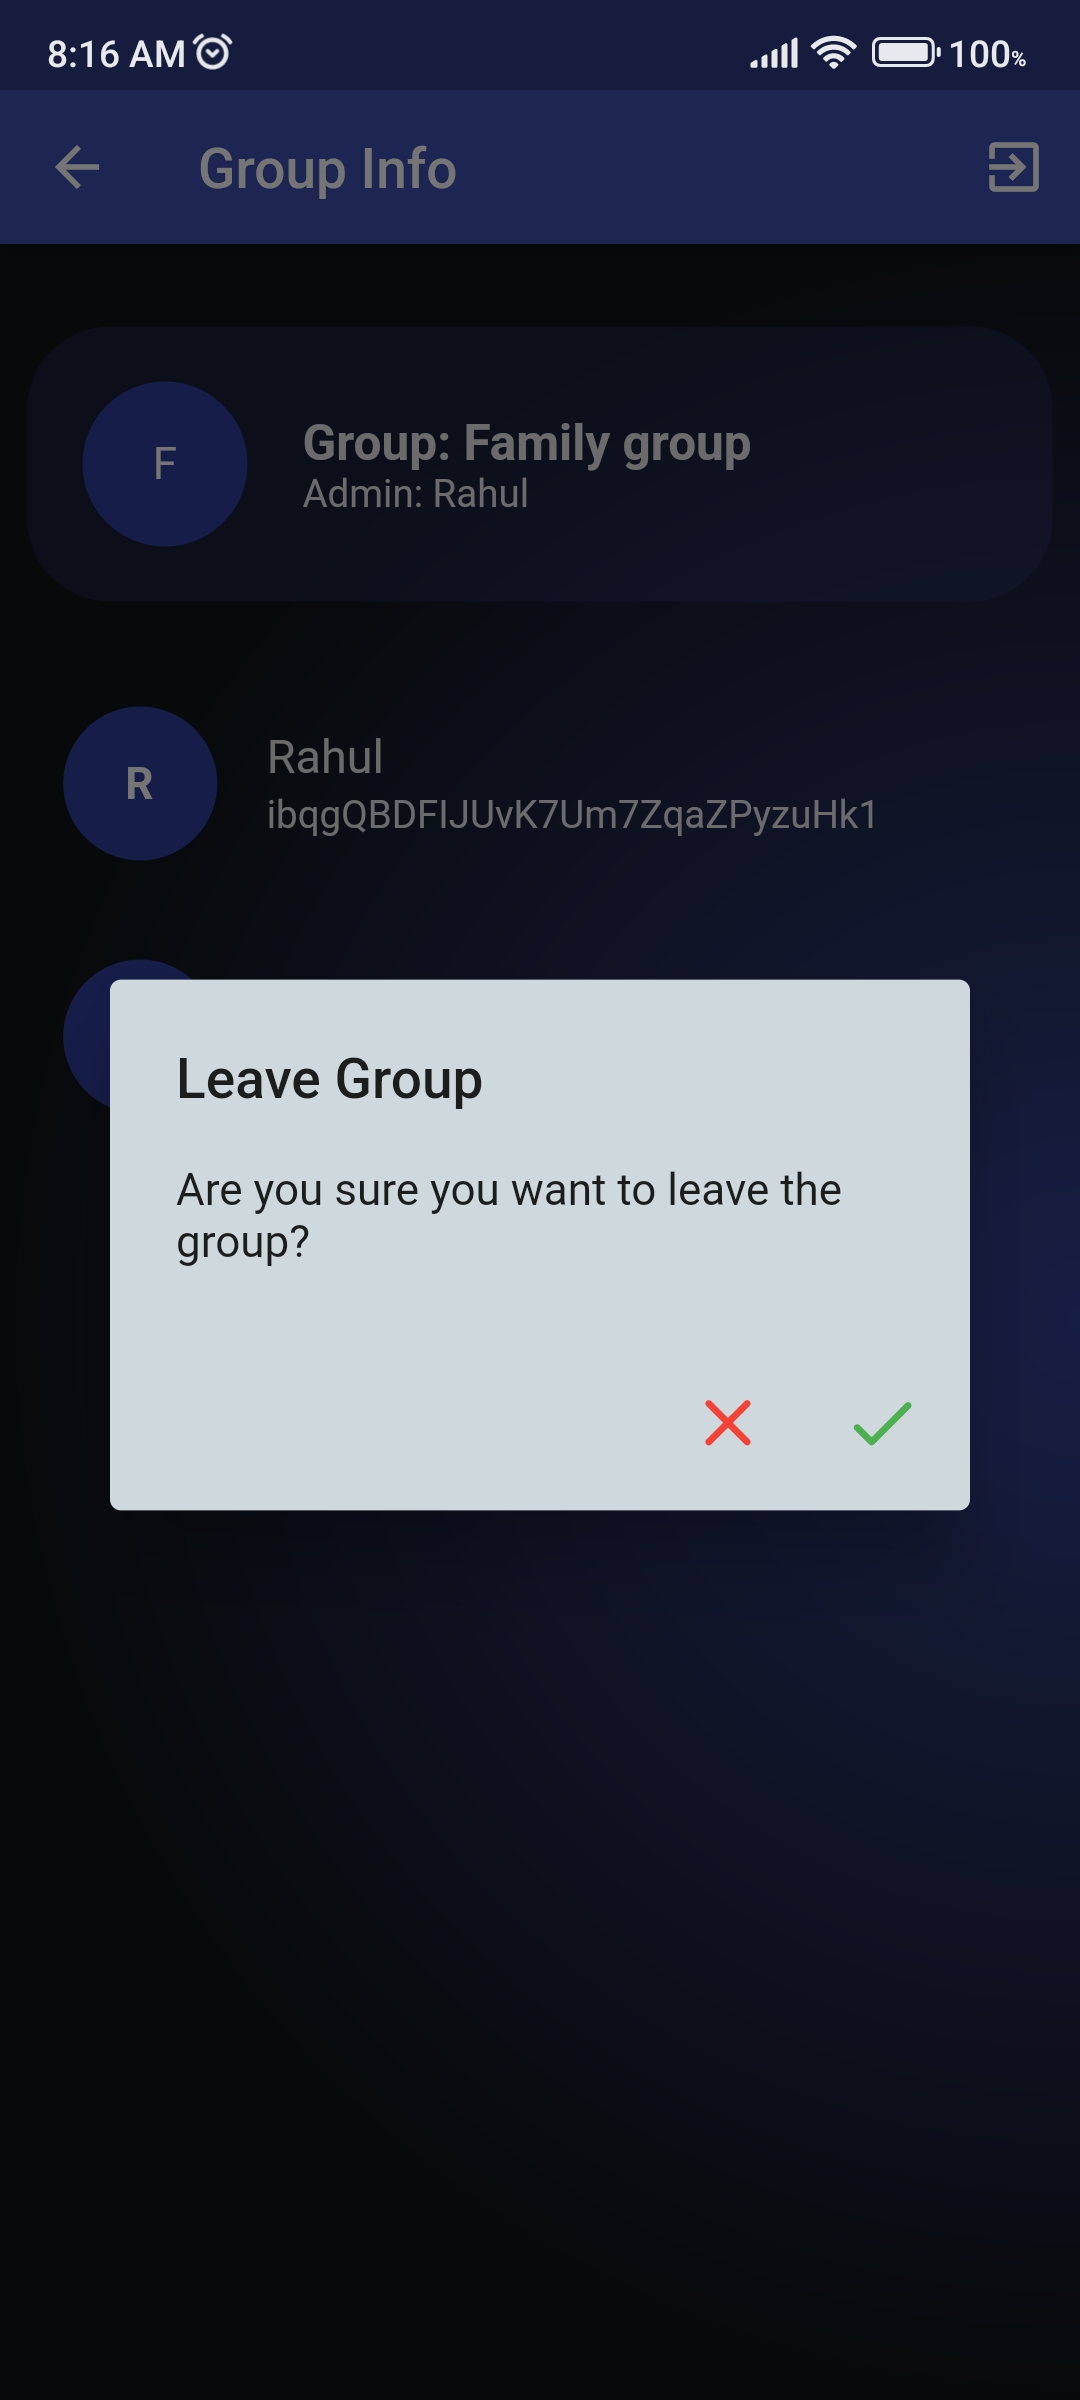 8:16 AM 100%
Group Info
F
Group: Family group
Admin: Rahul
R
Rahul
ibqgQBDFIJUvK7Um7ZqaZPyzuHk1
Leave Group
Are you sure you want to leave the
group?